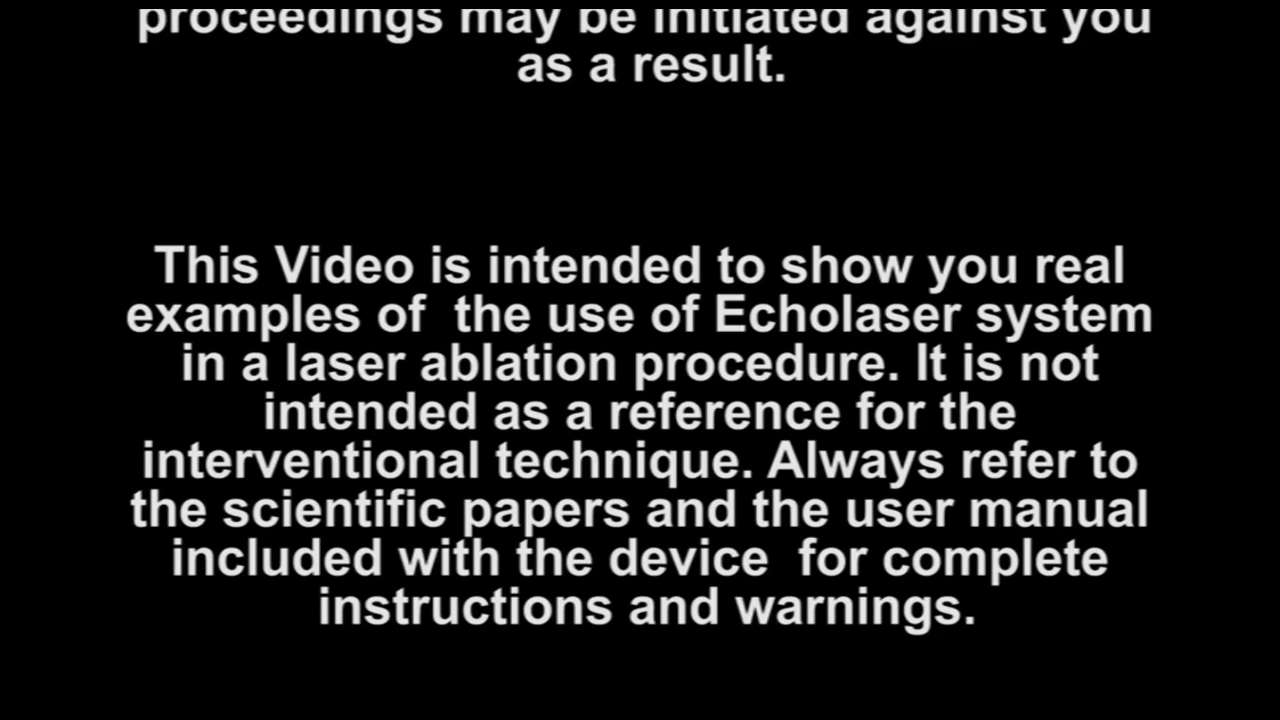 proceedings may be initiated against you
as a result.
This Video is intended to show you real
examples of  the use of Echolaser system
in a laser ablation procedure. It is not
intended as a reference for the
interventional technique. Always refer to
the scientific papers and the user manual
included with the device  for complete
instructions and warnings.